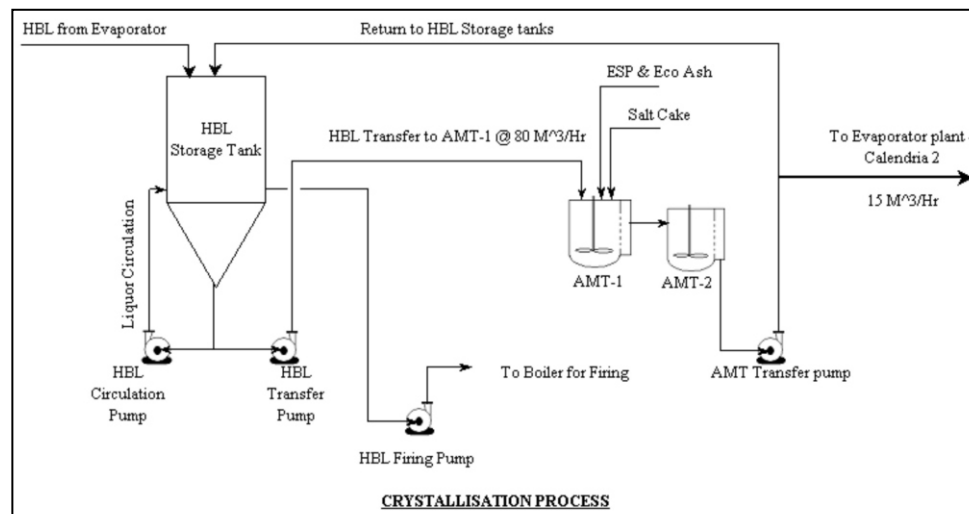 HBL from Evaporator
Return to HBL Storage tanks
ESP & Eco Ash
HBL
Storage Tank
HBL Transfer to AMT-1 @ 80 M^3/Hr
Salt Cake
To Evaporator plant -
Calendria 2
15 M^3/Hr
Liquor Circulation
AMT-1
AMT-2
HBL
Circulation
Pump
HBL
Transfer
Pump
To Boiler for Firing
AMT Transfer pump
HBL Firing Pump
CRYSTALLISATION PROCESS